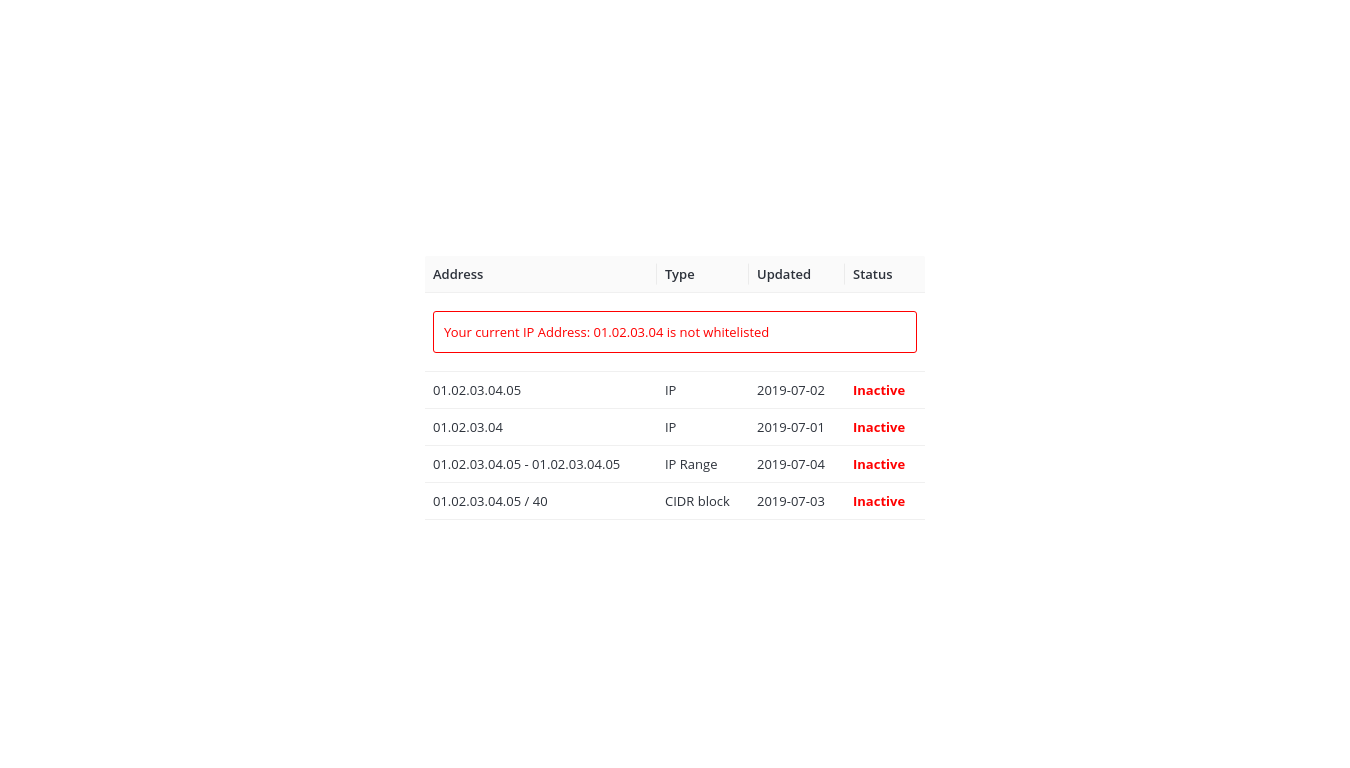 Address Type Updated Status
Your current IP Address: 01.02.03.04 is not whitelisted
01.02.03.04.05 IP 2019-07-02 Inactive
01.02.03.04 IP 2019-07-01 Inactive
01.02.03.04.05 - 01.02.03.04.05 IP Range 2019-07-04 Inactive
01.02.03.04.05 / 40 CIDR block 2019-07-03 Inactive